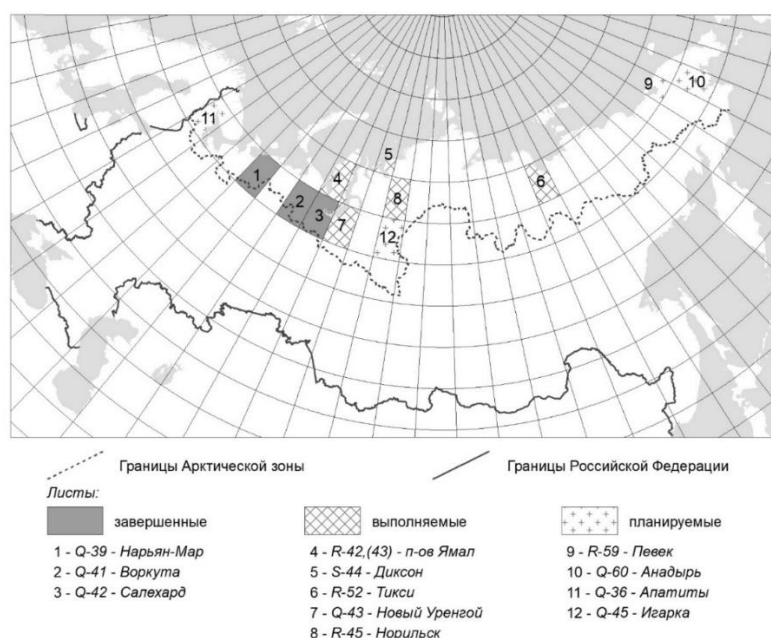 9
10
11
5
4
1
8
6
2
3
7
12
Границы Арктической зоны
Границы Российской Федерации
Листы:
завершенные
выполняемые
планируемые
1 - Q-39 - Нарьян-Мар
4 - R-42,(43) - п-ов Ямал
9 - R-59 - Певек
2 - Q-41 - Воркута
5 - S-44 - Диксон
10 - Q-60 - Анадырь
3 - Q-42 - Салехард
6 - R-52 - Тикси
11 - Q-36 - Апатиты
7 - Q-43 - Новый Уренгой
12 - Q-45 - Игарка
8 - R-45 - Норильск